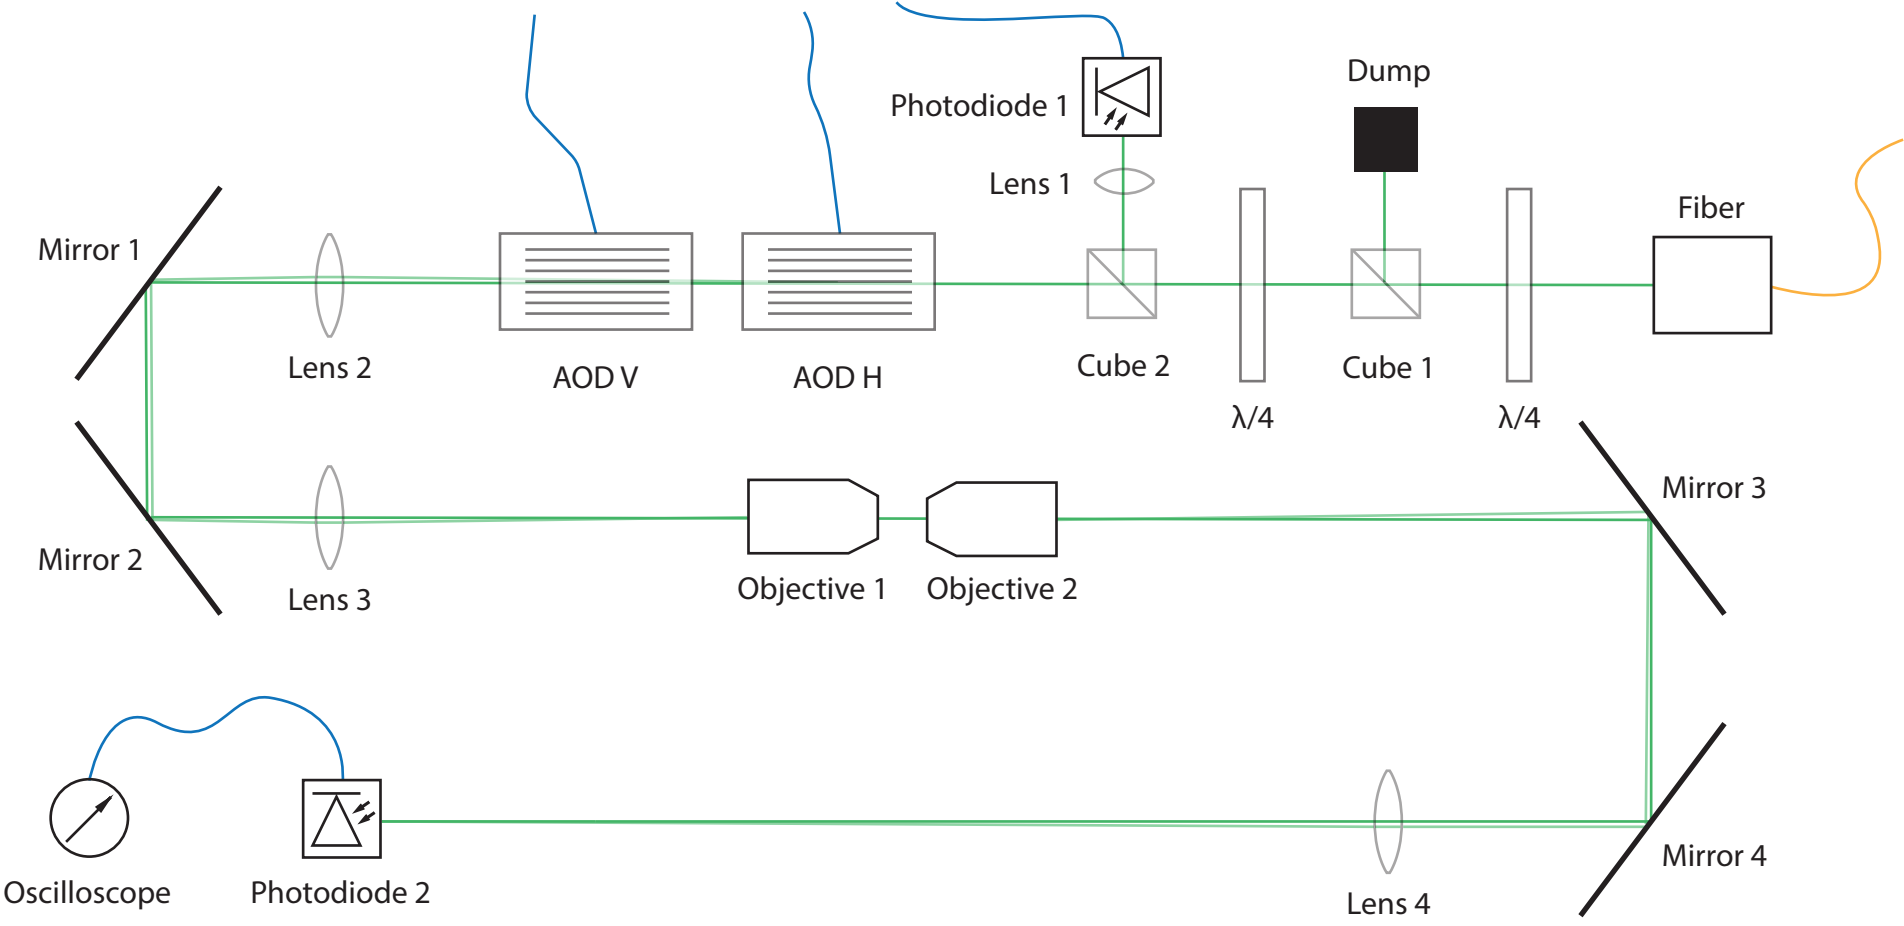 Dump
Photodiode 1
Lens 1
Fiber
Mirror 1
Lens 2
AOD V
AOD H
Cube 2
Cube 1
λ/4
λ/4
Mirror 3
Mirror 2
Lens 3
Objective 1
Objective 2
Mirror 4
Oscilloscope
Photodiode 2
Lens 4